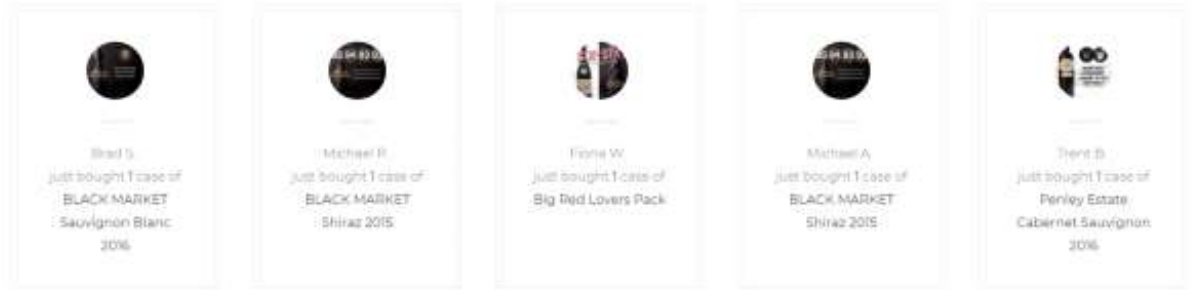 Brad S.
just bought 1 case of
BLACK MARKET
Sauvignon Blanc
2016
Michael P.
just bought 1 case of
BLACK MARKET
Shiraz 2015
Fiona W.
just bought 1 case of
Big Red Lovers Pack
Michael A.
just bought 1 case of
BLACK MARKET
Shiraz 2015
Trent B.
just bought 1 case of
Penley Estate
Cabernet Sauvignon
2016